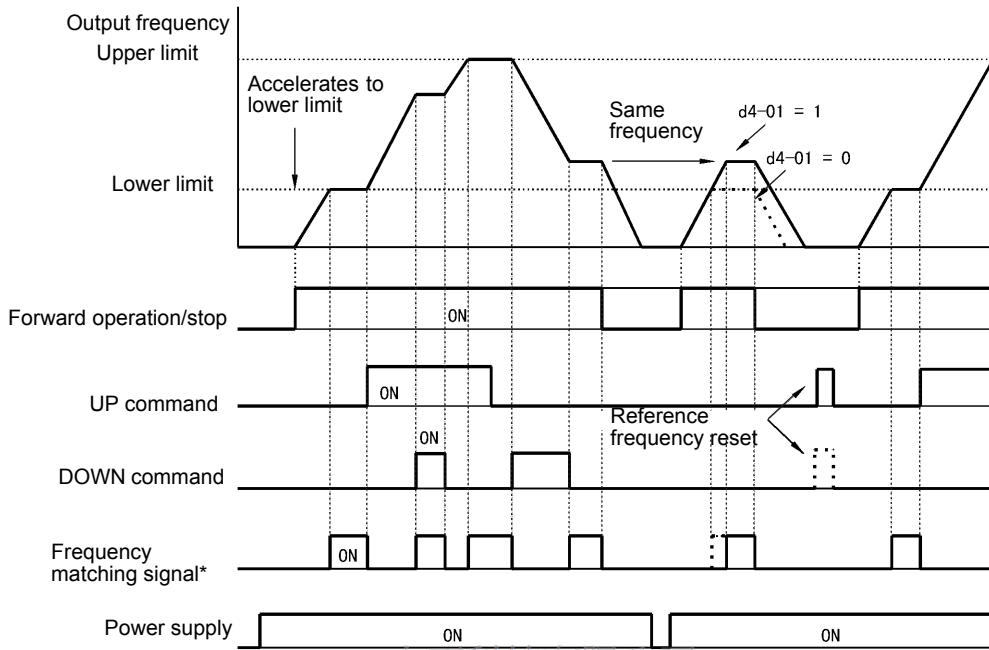 Output frequency
Upper limit
Accelerates to
lower limit
Same
frequency
d4-01 = 1
d4-01 = 0
Lower limit
Forward operation/stop
ON
UP command
ON
Reference
frequency reset
ON
DOWN command
Frequency
matching signal*
ON
Power supply
ON
ON